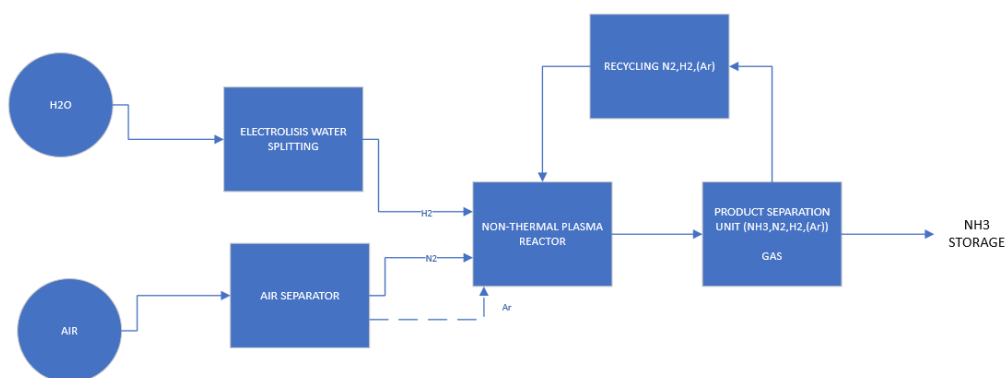 H2O
ELECTROLISIS WATER
SPLITTING
H2
AIR
AIR SEPARATOR
N2
Ar
NON-THERMAL PLASMA
REACTOR
RECYCLING N2,H2,(Ar)
PRODUCT SEPARATION
UNIT (NH3,N2,H2,(Ar))
GAS
NH3
STORAGE